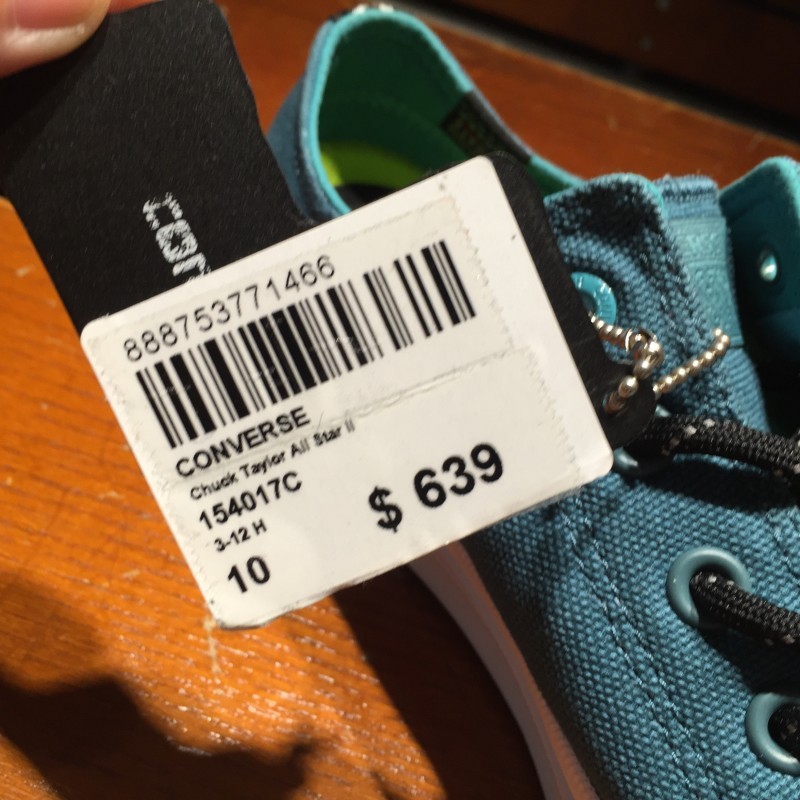 888753771466
CONVERSE
Chuck Taylor All Star II
154017C
3-12 H
10
$ 639